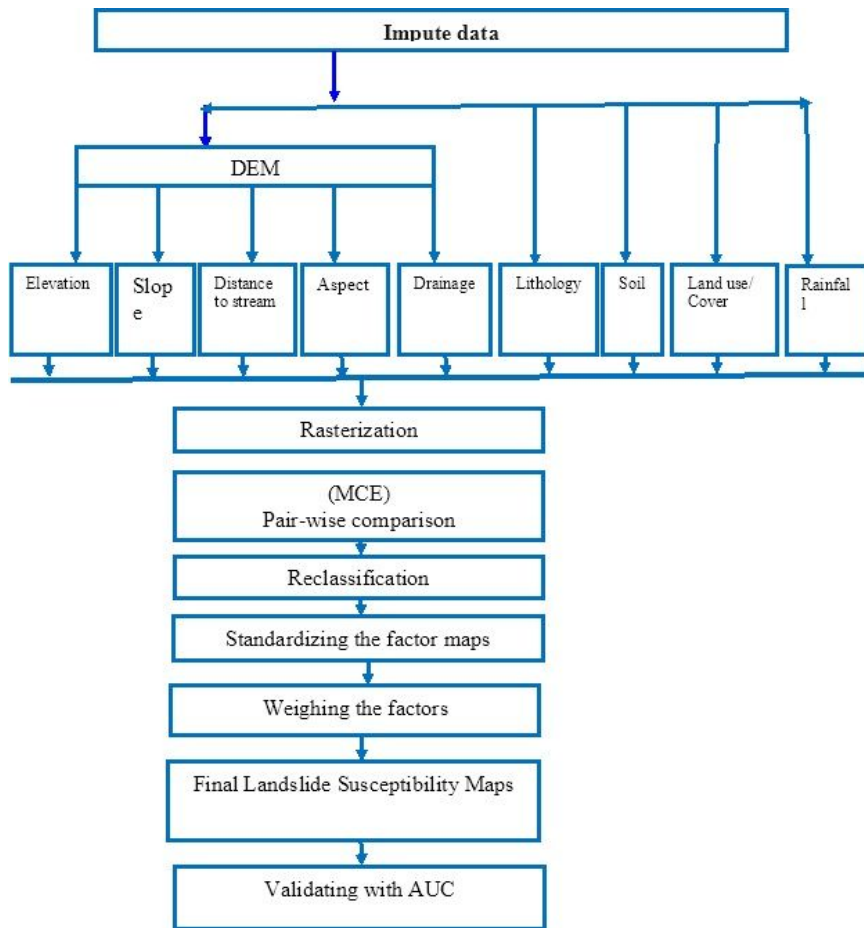 Impute data
DEM
Elevation
Slop
e
Distance
to stream
Aspect
Drainage
Lithology
Soil
Land use/
Cover
Rainfal
l
Rasterization
(MCE)
Pair-wise comparison
Reclassification
Standardizing the factor maps
Weighing the factors
Final Landslide Susceptibility Maps
Validating with AUC